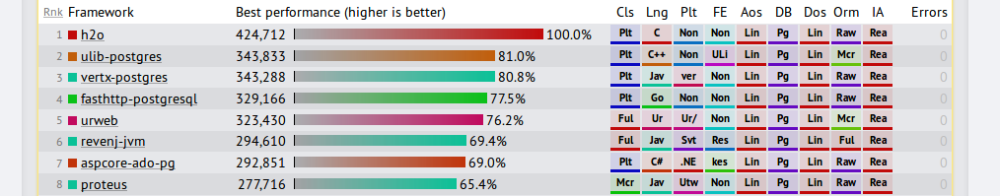 Rnk Framework Best performance (higher is better) Cls Lng Plt FE Aos DB Dos Orm IA Errors
1 h2o 424,712 100.0% Plt C Non Non Lin Pg Lin Raw Rea 0
2 ulib-postgres 343,833 81.0% Plt C++ Non ULi Lin Pg Lin Mcr Rea 0
3 vertx-postgres 343,288 80.8% Plt Jav ver Non Lin Pg Lin Raw Rea 0
4 fasthttp-postgresql 329,166 77.5% Plt Go Non Non Lin Pg Lin Raw Rea 0
5 urweb 323,430 76.2% Ful Ur Ur/ Non Lin Pg Lin Mcr Rea 0
6 revenj-jvm 294,610 69.4% Ful Jav Svt Res Lin Pg Lin Ful Rea 0
7 aspcore-ado-pg 292,851 69.0% Plt C# .NE kes Lin Pg Lin Raw Rea 0
8 proteus 277,716 65.4% Mcr Jav Utw Non Lin Pg Lin Raw Rea 0